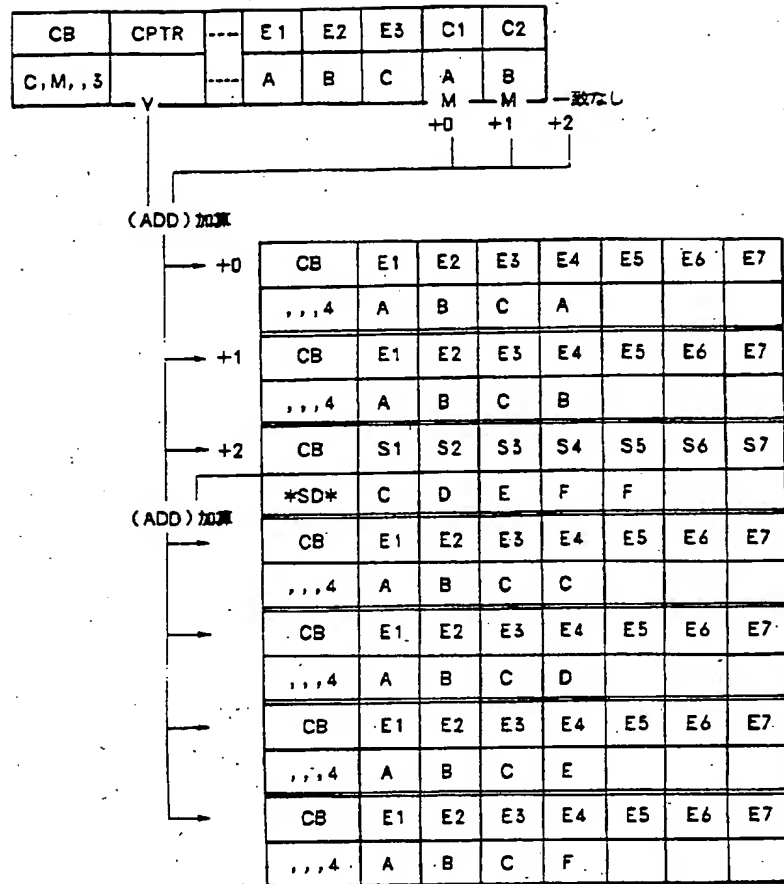 CB CPTR ---- E1 E2 E3 C1 C2
C,M,,3 ---- A B C A B
V M M 一致なし
+0 +1 +2
(ADD)加算
+0 CB E1 E2 E3 E4 E5 E6 E7
,,,4 A B C A
+1 CB E1 E2 E3 E4 E5 E6 E7
,,,4 A B C B
+2 CB S1 S2 S3 S4 S5 S6 S7
*SD* C D E F F
(ADD)加算
CB E1 E2 E3 E4 E5 E6 E7
,,,4 A B C C
CB E1 E2 E3 E4 E5 E6 E7
,,,4 A B C D
CB E1 E2 E3 E4 E5 E6 E7
,,,4 A B C E
CB E1 E2 E3 E4 E5 E6 E7
,,,4 A B C F